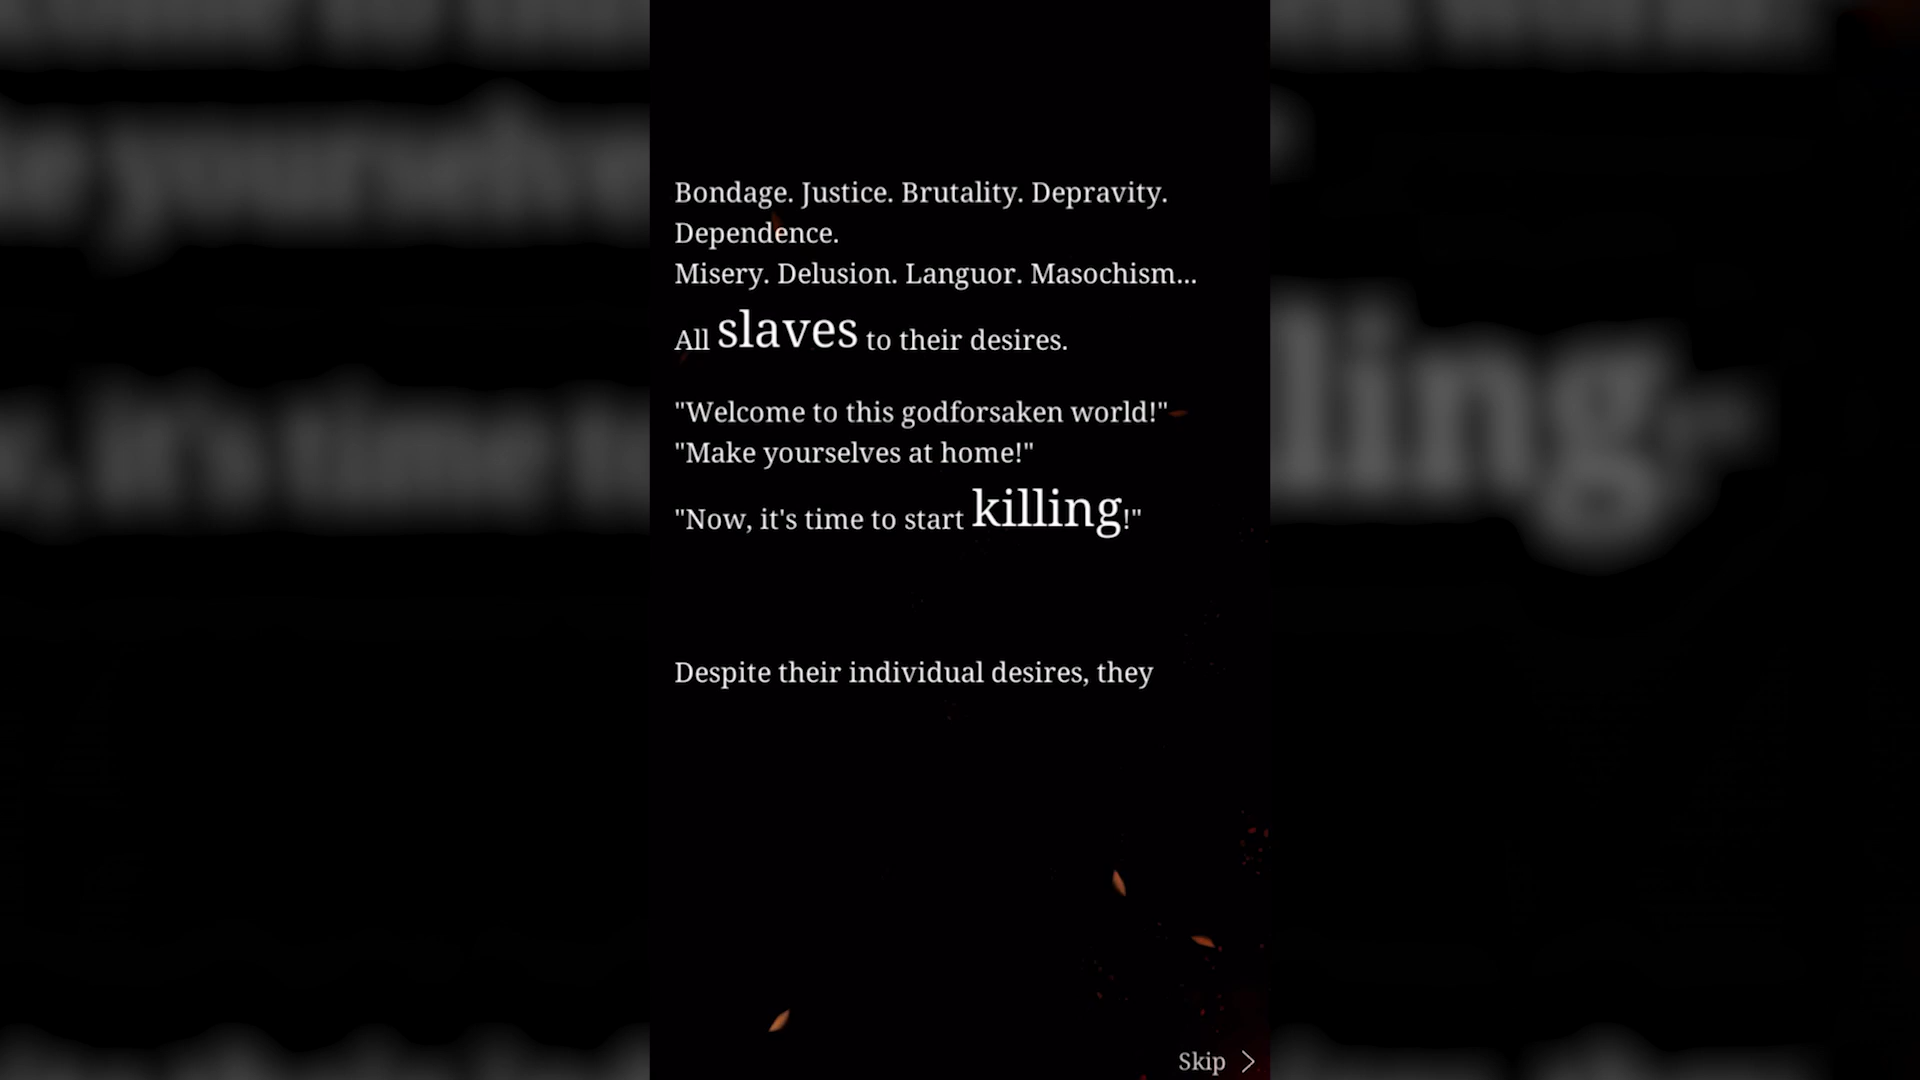 Bondage. Justice. Brutality. Depravity.
Dependence.
Misery. Delusion. Languor. Masochism...
All slaves to their desires.
"Welcome to this godforsaken world!"
"Make yourselves at home!"
"Now, it's time to start killing!"
Despite their individual desires, they
Skip